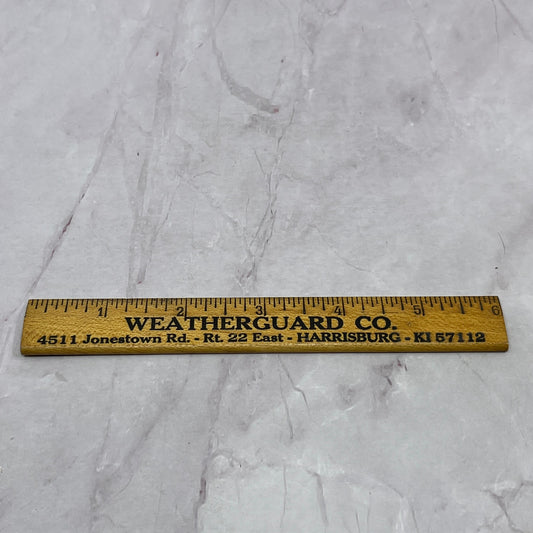 1 2 3 4 5 6
WEATHERGUARD CO.
4511 Jonestown Rd. - Rt. 22 East - HARRISBURG - KI 57112